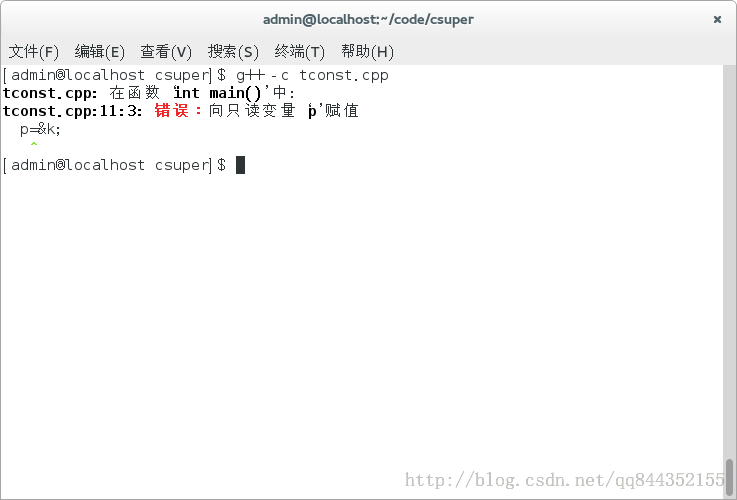 admin@localhost:~/code/csuper ×
文件(F) 编辑(E) 查看(V) 搜索(S) 终端(T) 帮助(H)
[admin@localhost csuper]$ g++ -c tconst.cpp
tconst.cpp: 在函数 ‘int main()’中:
tconst.cpp:11:3: 错误：向只读变量 ‘p’赋值
p=&k;
^
[admin@localhost csuper]$
http://blog.csdn.net/qq844352155